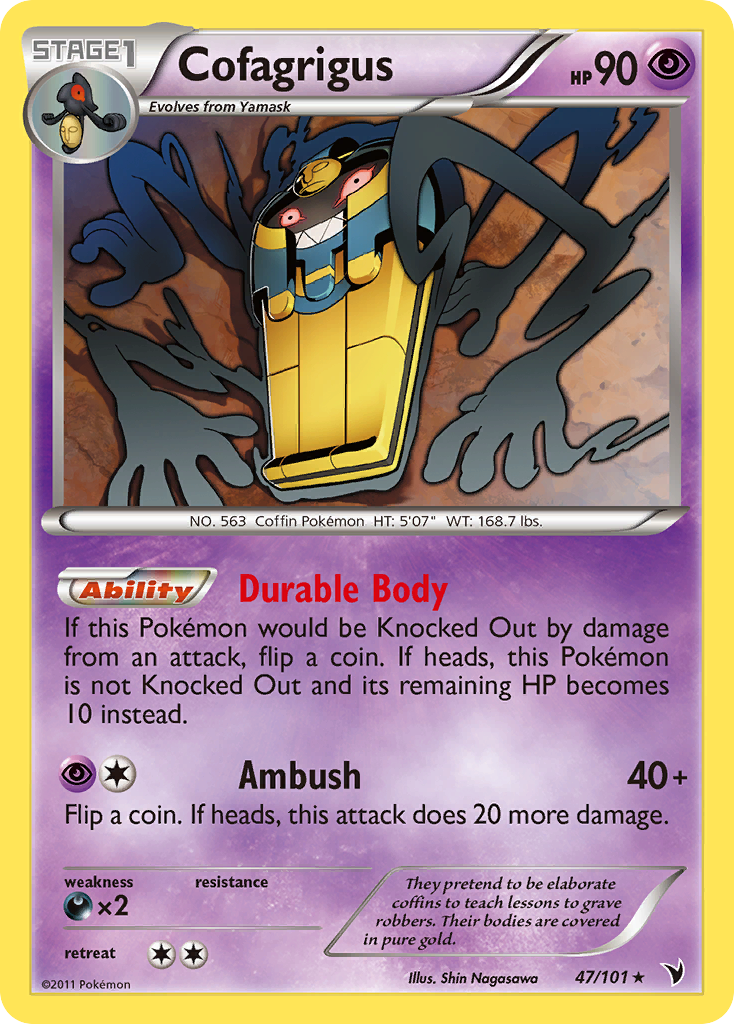 STAGE1
Cofagrigus
HP90
Evolves from Yamask
NO. 563 Coffin Pokémon HT: 5'07" WT: 168.7 lbs.
Ability Durable Body
If this Pokémon would be Knocked Out by damage
from an attack, flip a coin. If heads, this Pokémon
is not Knocked Out and its remaining HP becomes
10 instead.
Ambush 40+
Flip a coin. If heads, this attack does 20 more damage.
weakness resistance
×2
retreat
They pretend to be elaborate
coffins to teach lessons to grave
robbers. Their bodies are covered
in pure gold.
©2011 Pokémon
Illus. Shin Nagasawa 47/101 ★